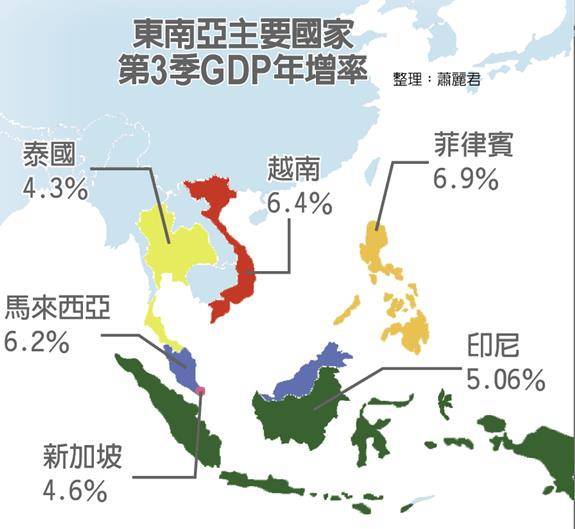 東南亞主要國家
第3季GDP年增率
整理：蕭麗君
泰國
4.3%
越南
6.4%
菲律賓
6.9%
馬來西亞
6.2%
印尼
5.06%
新加坡
4.6%